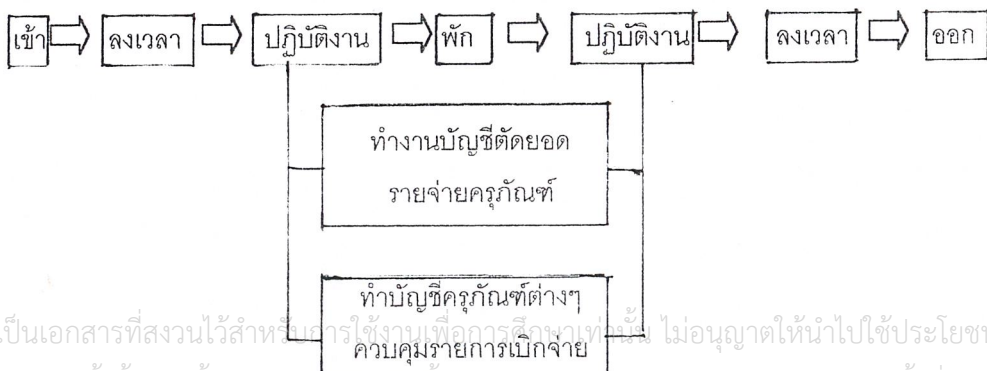 เข้า ลงเวลา ปฏิบัติงาน พัก ปฏิบัติงาน ลงเวลา ออก
ทำงานบัญชีตัดยอด
รายจ่ายครุภัณฑ์
ทำบัญชีครุภัณฑ์ต่างๆ
เป็นเอกสารที่สงวนไว้สำหรับการใช้งานเพื่อการศึกษาเท่านั้น ไม่อนุญาตให้นำไปใช้ประโยชน
ควบคุมรายการเบิกจ่าย